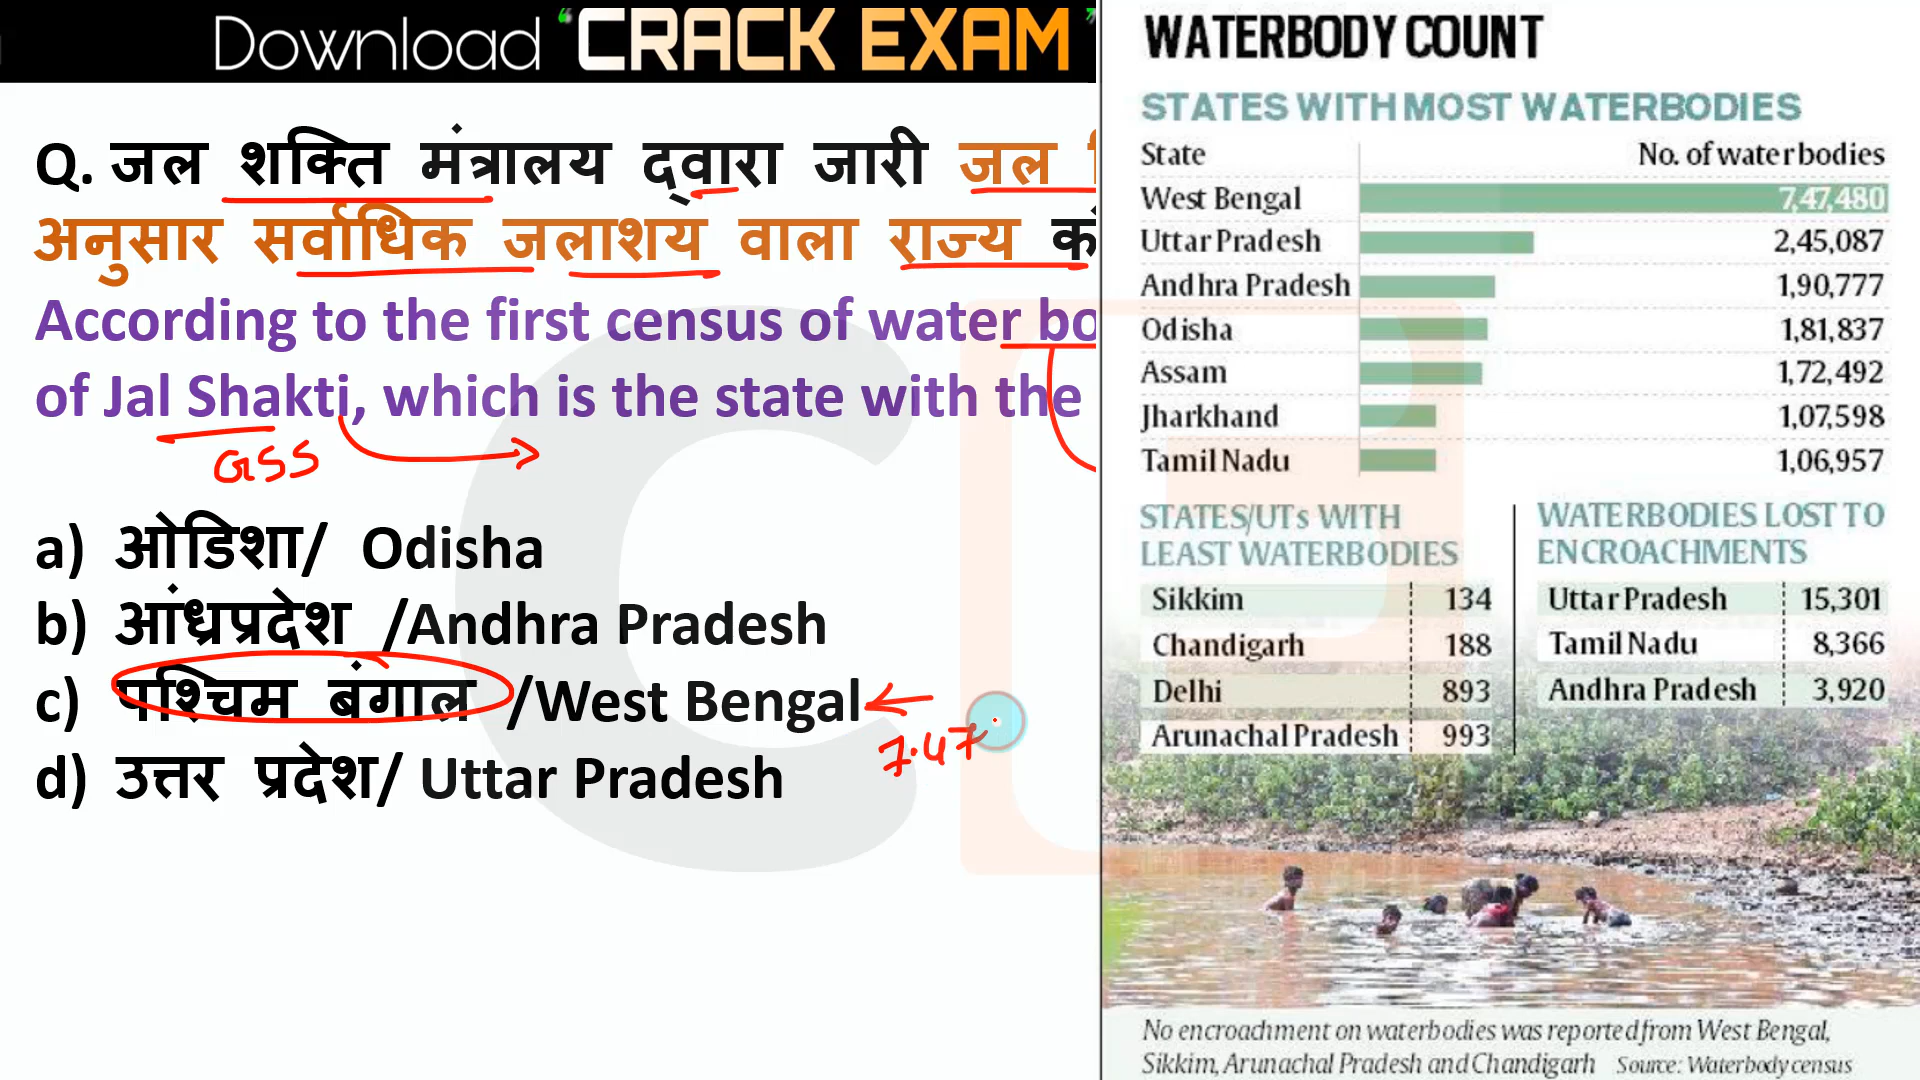 Download “CRACK EXAM”
Q. जल शक्ति मंत्रालय द्वारा जारी जल
अनुसार सर्वाधिक जलाशय वाला राज्य
According to the first census of water bo
of Jal Shakti, which is the state with the
GSS
a) ओडिशा/ Odisha
b) आंध्रप्रदेश /Andhra Pradesh
c) पश्चिम बंगाल /West Bengal
7.47
d) उत्तर प्रदेश/ Uttar Pradesh
WATERBODY COUNT
STATES WITH MOST WATERBODIES
State No. of waterbodies
West Bengal 7,47,480
Uttar Pradesh 2,45,087
Andhra Pradesh 1,90,777
Odisha 1,81,837
Assam 1,72,492
Jharkhand 1,07,598
Tamil Nadu 1,06,957
STATES/UTs WITH
LEAST WATERBODIES
Sikkim 134
Chandigarh 188
Delhi 893
Arunachal Pradesh 993
WATERBODIES LOST TO
ENCROACHMENTS
Uttar Pradesh 15,301
Tamil Nadu 8,366
Andhra Pradesh 3,920
No encroachment on waterbodies was reported from West Bengal,
Sikkim, Arunachal Pradesh and Chandigarh Source: Waterbody census